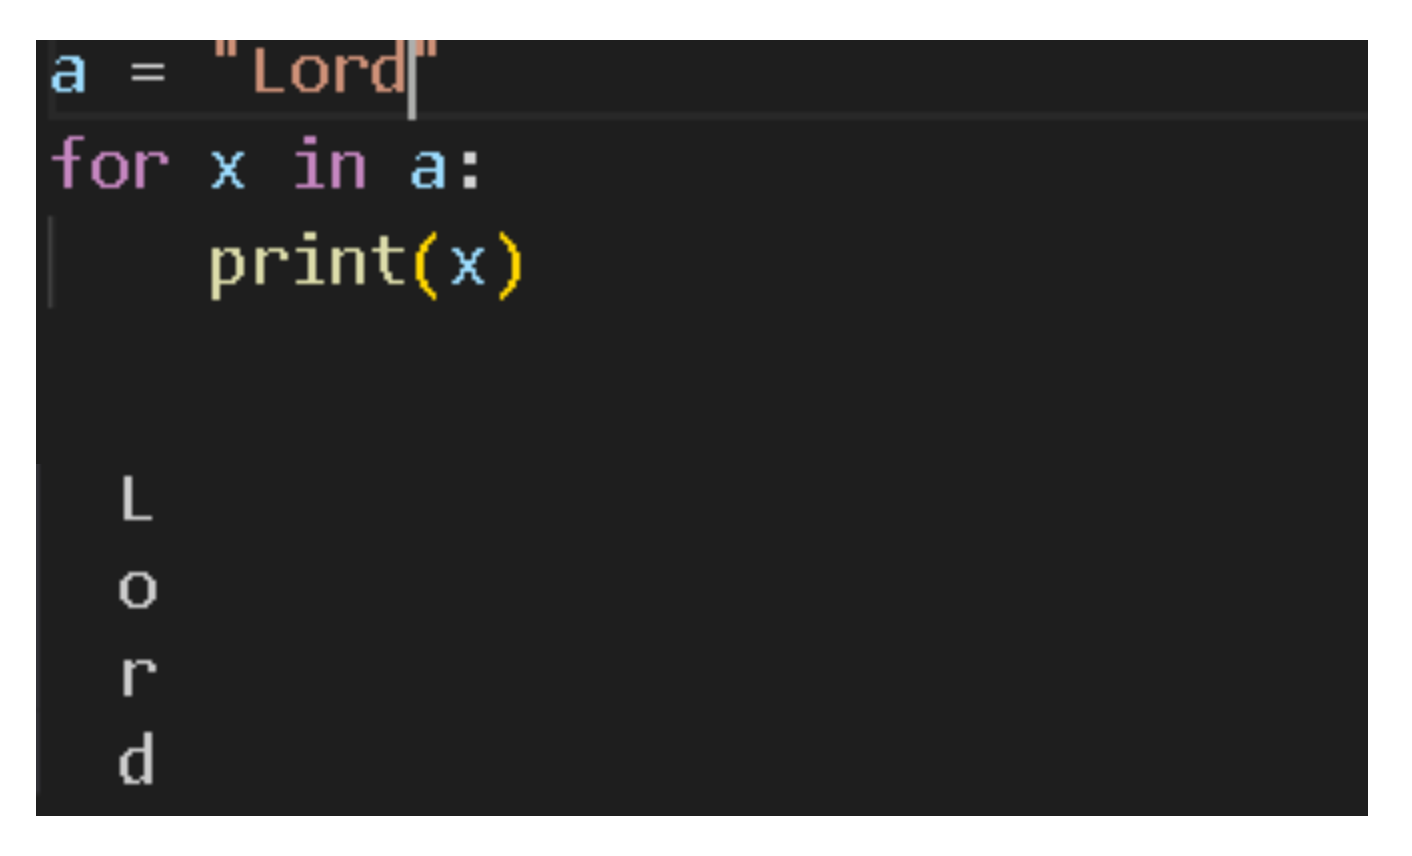 a = "Lord"
for x in a:
    print(x)
L
o
r
d